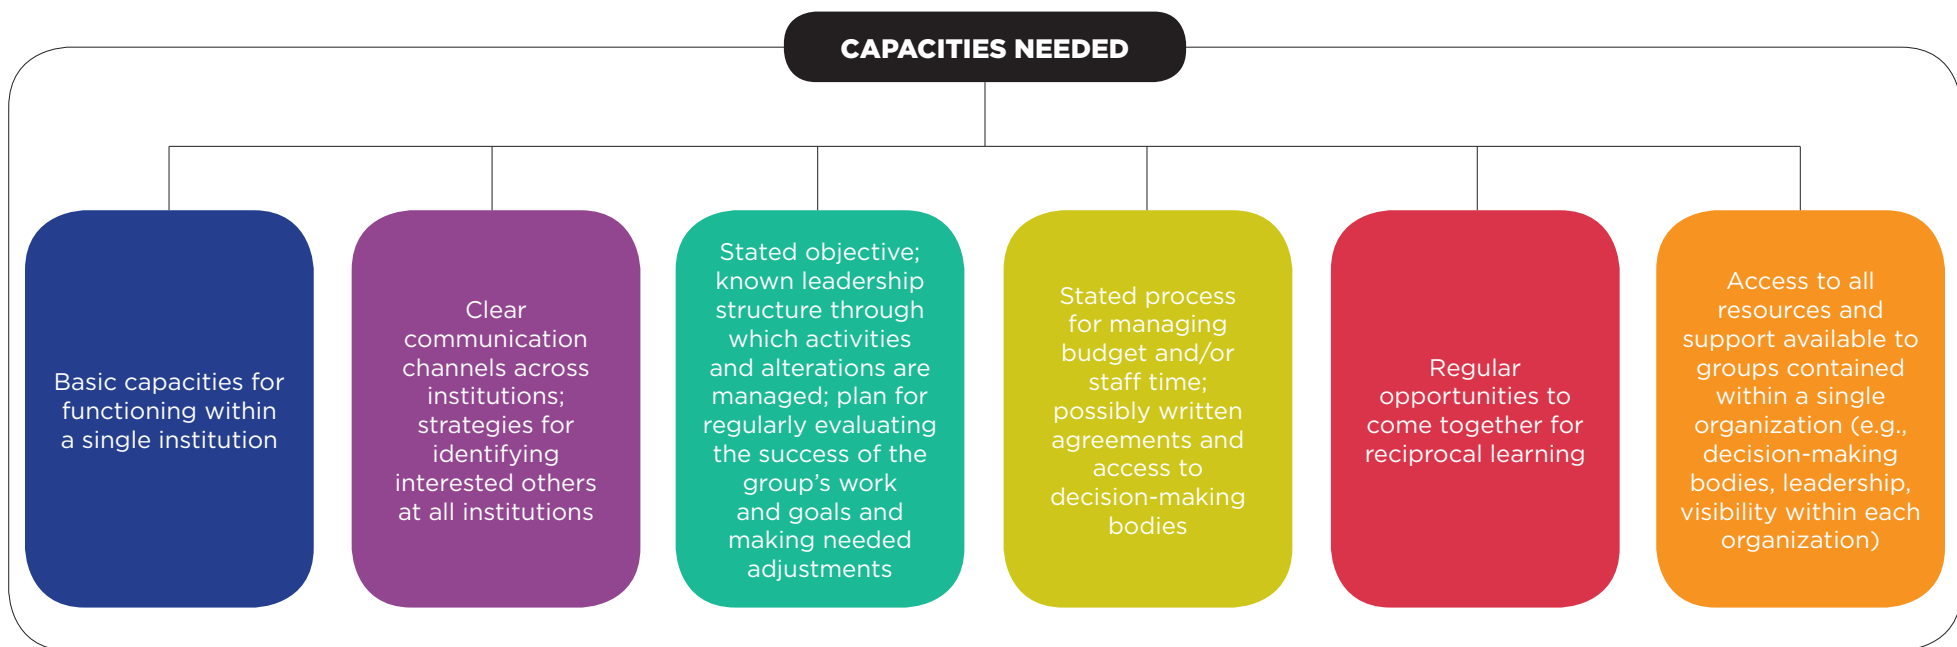 CAPACITIES NEEDED
Basic capacities for
functioning within
a single institution
Clear
communication
channels across
institutions;
strategies for
identifying
interested others
at all institutions
Stated objective;
known leadership
structure through
which activities
and alterations are
managed; plan for
regularly evaluating
the success of the
group’s work
and goals and
making needed
adjustments
Stated process
for managing
budget and/or
staff time;
possibly written
agreements and
access to
decision-making
bodies
Regular
opportunities to
come together for
reciprocal learning
Access to all
resources and
support available to
groups contained
within a single
organization (e.g.,
decision-making
bodies, leadership,
visibility within each
organization)